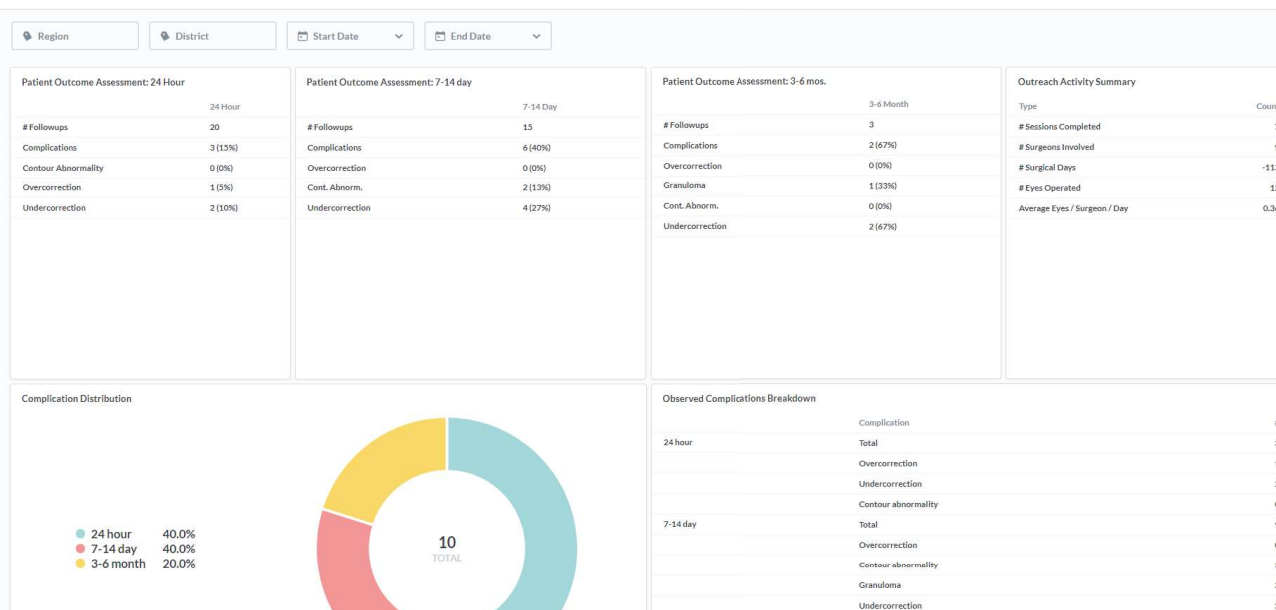 Region District Start Date End Date
Patient Outcome Assessment: 24 Hour
24 Hour
# Followups 20
Complications 3 (15%)
Contour Abnormality 0 (0%)
Overcorrection 1 (5%)
Undercorrection 2 (10%)
Patient Outcome Assessment: 7-14 day
7-14 Day
# Followups 15
Complications 6 (40%)
Overcorrection 0 (0%)
Cont. Abnorm. 2 (13%)
Undercorrection 4 (27%)
Patient Outcome Assessment: 3-6 mos.
3-6 Month
# Followups 3
Complications 2 (67%)
Overcorrection 0 (0%)
Granuloma 1 (33%)
Cont. Abnorm. 0 (0%)
Undercorrection 2 (67%)
Outreach Activity Summary
Type
# Sessions Completed
# Surgeons Involved
# Surgical Days
# Eyes Operated
Average Eyes / Surgeon / Day
Complication Distribution
24 hour 40.0%
7-14 day 40.0%
3-6 month 20.0%
10
TOTAL
Observed Complications Breakdown
Complication
24 hour Total
Overcorrection
Undercorrection
Contour abnormality
7-14 day Total
Overcorrection
Contour abnormality
Granuloma
Undercorrection